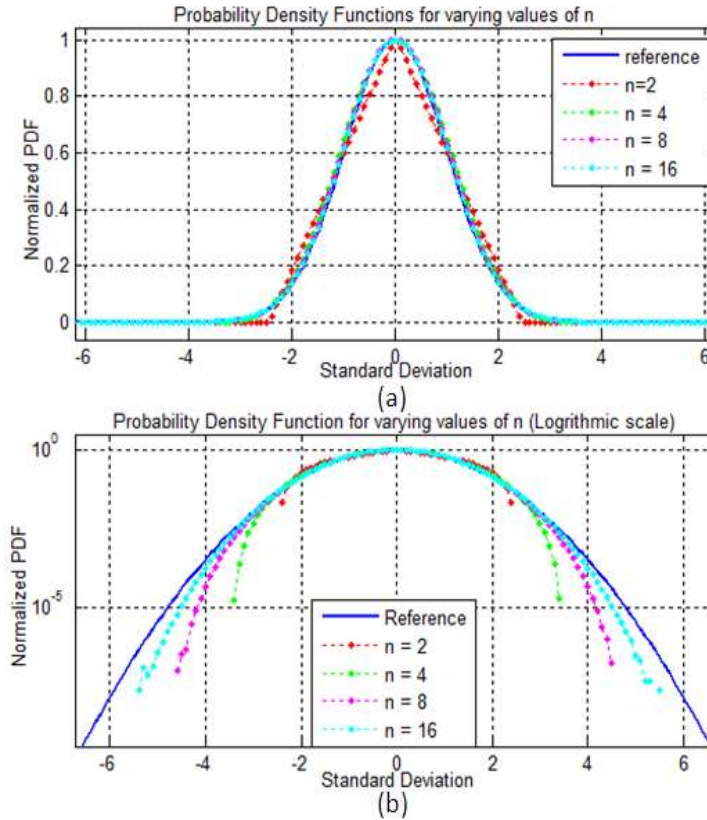 Probability Density Functions for varying values of n
Normalized PDF
1
0.8
0.6
0.4
0.2
0
reference
n=2
n = 4
n = 8
n = 16
-6 -4 -2 0 2 4 6
Standard Deviation
(a)
Probability Density Function for varying values of n (Logrithmic scale)
Normalized PDF
10^0
10^-5
Reference
n = 2
n = 4
n = 8
n = 16
-6 -4 -2 0 2 4 6
Standard Deviation
(b)